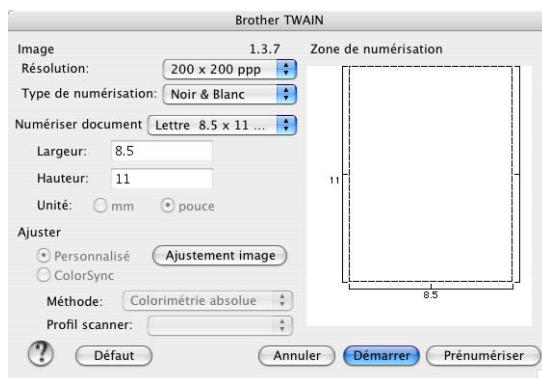 Brother TWAIN
Image 1.3.7
Résolution: 200 x 200 ppp
Type de numérisation: Noir & Blanc
Numériser document Lettre 8.5 x 11 ...
Largeur: 8.5
Hauteur: 11
Unité: mm pouce
Ajuster
Personnalisé Ajustement image
ColorSync
Méthode: Colorimétrie absolue
Profil scanner:
Zone de numérisation
11
8.5
? Défaut Annuler Démarrer Prénumériser